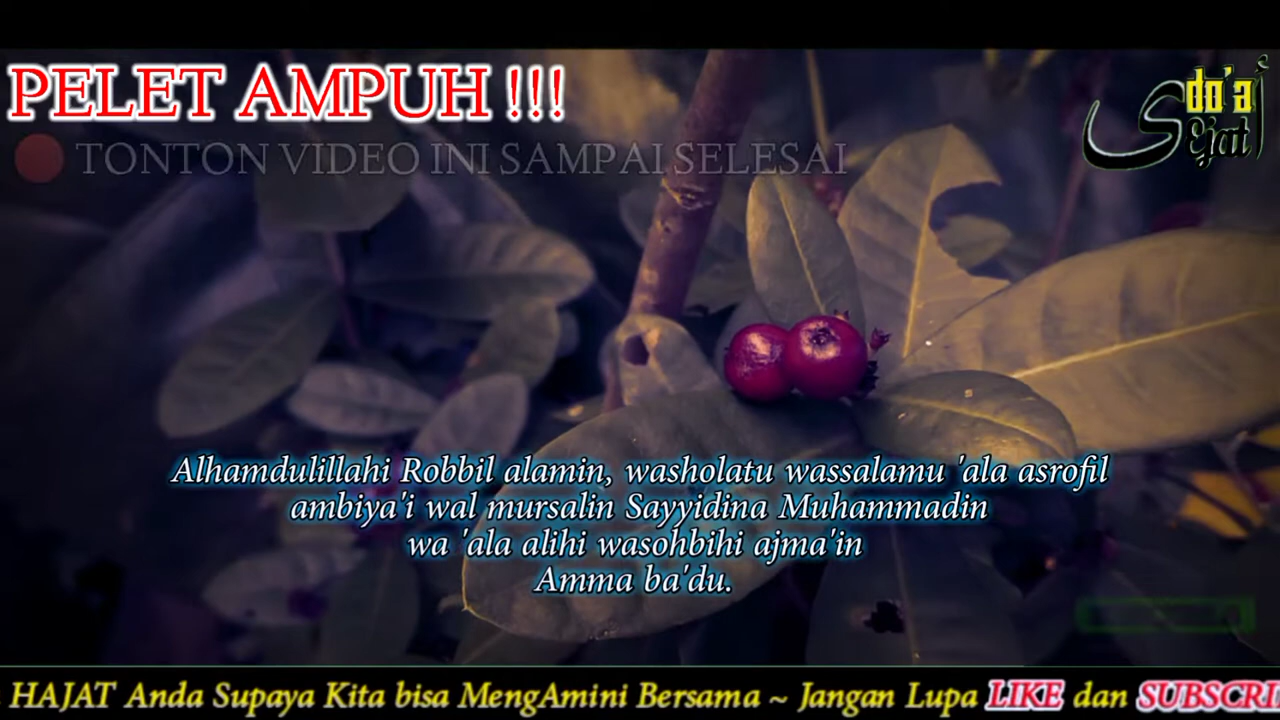 PELET AMPUH !!!
TONTON VIDEO INI SAMPAI SELESAI
do'a
Sejati
Alhamdulillahi Robbil alamin, washolatu wassalamu 'ala asrofil
ambiya'i wal mursalin Sayyidina Muhammadin
wa 'ala alihi wasohbihi ajma'in
Amma ba'du.
HAJAT Anda Supaya Kita bisa MengAmini Bersama ~ Jangan Lupa LIKE dan SUBSCRI